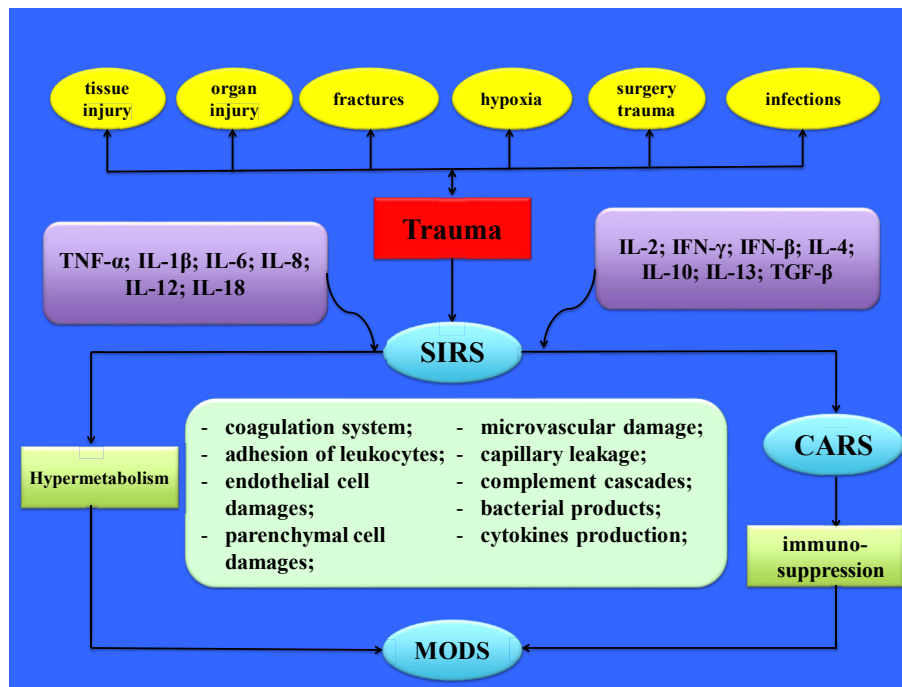 tissue
injury
organ
injury
fractures
hypoxia
surgery
trauma
infections
Trauma
TNF-α; IL-1β; IL-6; IL-8;
IL-12; IL-18
IL-2; IFN-γ; IFN-β; IL-4;
IL-10; IL-13; TGF-β
SIRS
- coagulation system;
- adhesion of leukocytes;
- endothelial cell
damages;
- parenchymal cell
damages;
- microvascular damage;
- capillary leakage;
- complement cascades;
- bacterial products;
- cytokines production;
Hypermetabolism
CARS
immuno-
suppression
MODS